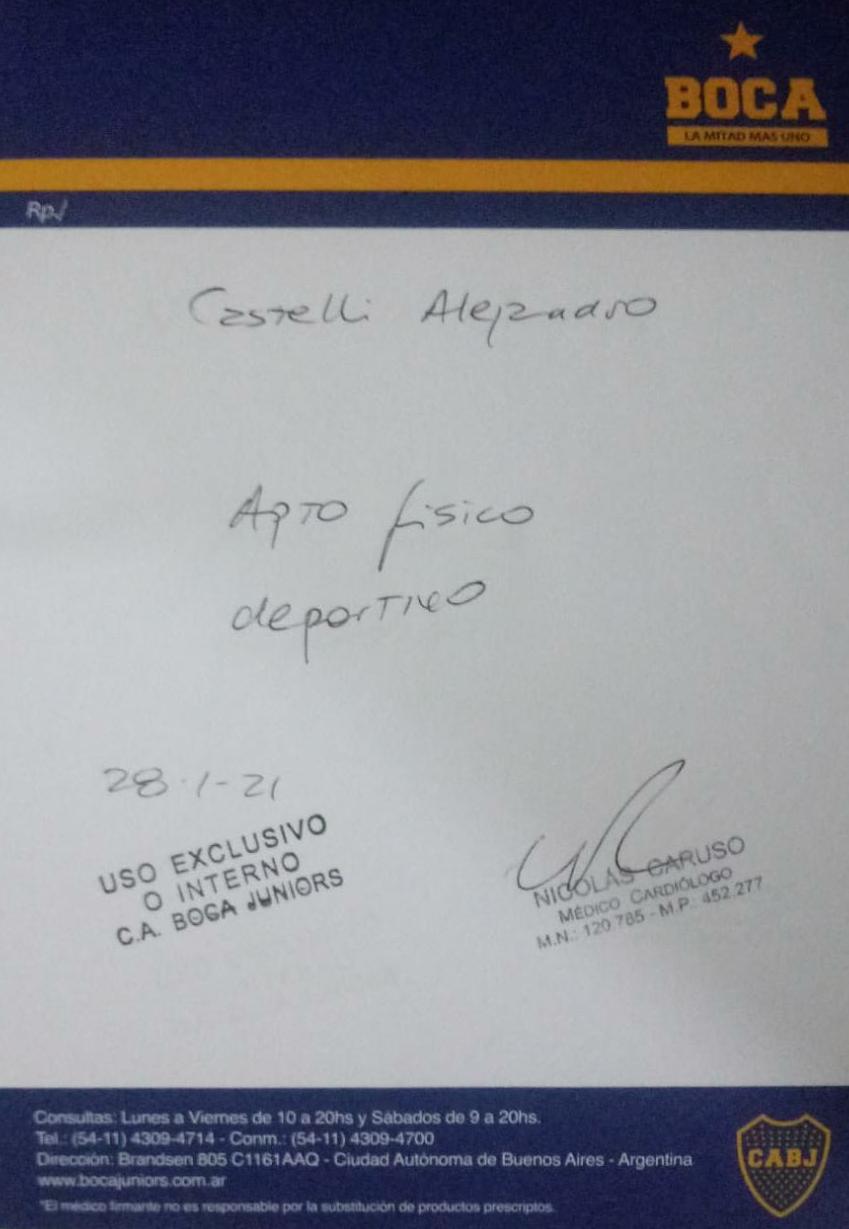 BOCA
LA MITAD MAS UNO
Rp./
Castelli Alejandro
Apto físico
deportivo
28-1-21
USO EXCLUSIVO
O INTERNO
C.A. BOCA JUNIORS
NICOLAS CARUSO
MÉDICO CARDIÓLOGO
M.N.: 120.785 - M.P.: 452.277
Consultas: Lunes a Viernes de 10 a 20hs y Sábados de 9 a 20hs.
Tel.: (54-11) 4309-4714 - Conm.: (54-11) 4309-4700
Dirección: Brandsen 805 C1161AAQ - Ciudad Autónoma de Buenos Aires - Argentina
www.bocajuniors.com.ar
*El médico firmante no es responsable por la substitución de productos prescriptos.
CABJ